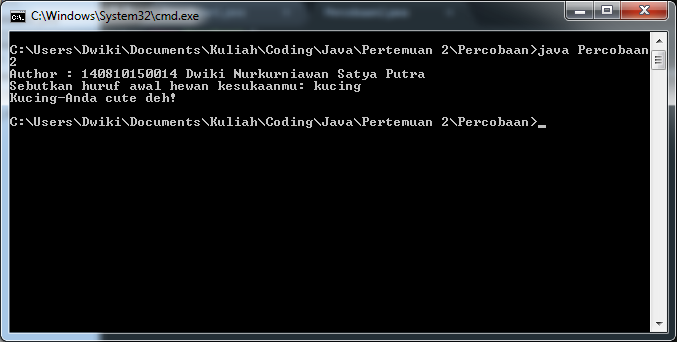 C:\Windows\System32\cmd.exe
C:\Users\Dwiki\Documents\Kuliah\Coding\Java\Pertemuan 2\Percobaan>java Percobaan
2
Author : 140810150014 Dwiki Nurkurniawan Satya Putra
Sebutkan huruf awal hewan kesukaanmu: kucing
Kucing-Anda cute deh!
C:\Users\Dwiki\Documents\Kuliah\Coding\Java\Pertemuan 2\Percobaan>_